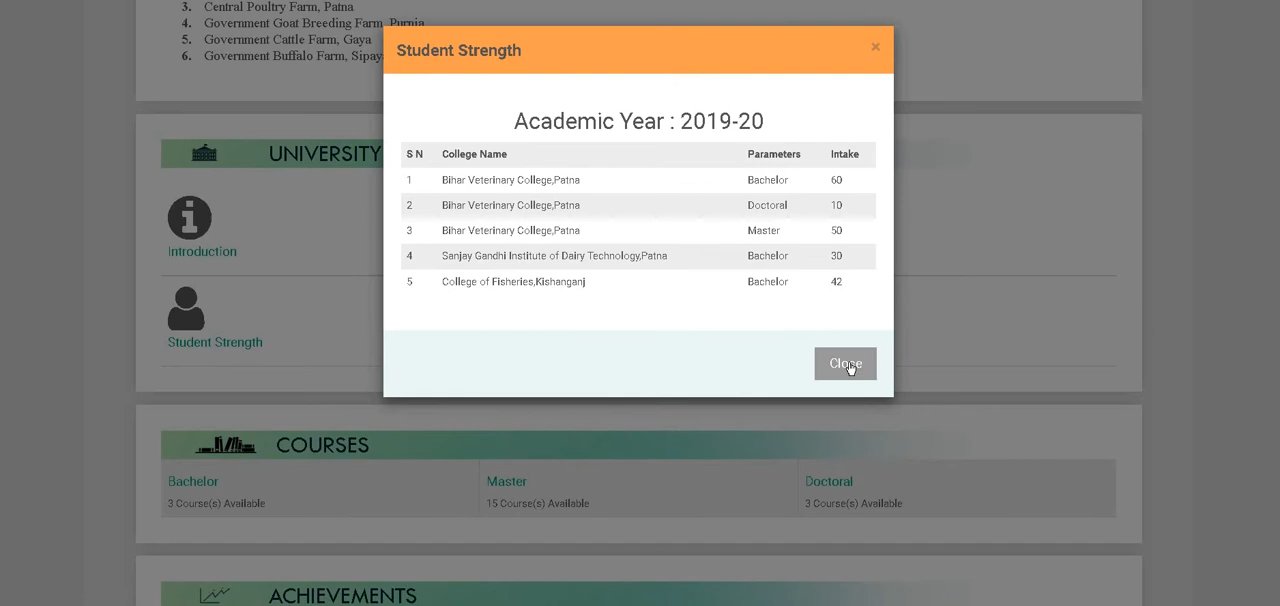 3. Central Poultry Farm, Patna
4. Government Goat Breeding Farm, Purnia
5. Government Cattle Farm, Gaya
6. Government Buffalo Farm, Sipay
Student Strength ×
Academic Year : 2019-20
S N College Name Parameters Intake
1 Bihar Veterinary College,Patna Bachelor 60
2 Bihar Veterinary College,Patna Doctoral 10
3 Bihar Veterinary College,Patna Master 50
4 Sanjay Gandhi Institute of Dairy Technology,Patna Bachelor 30
5 College of Fisheries,Kishanganj Bachelor 42
Close
UNIVERSITY
Introduction
Student Strength
COURSES
Bachelor Master Doctoral
3 Course(s) Available 15 Course(s) Available 3 Course(s) Available
ACHIEVEMENTS